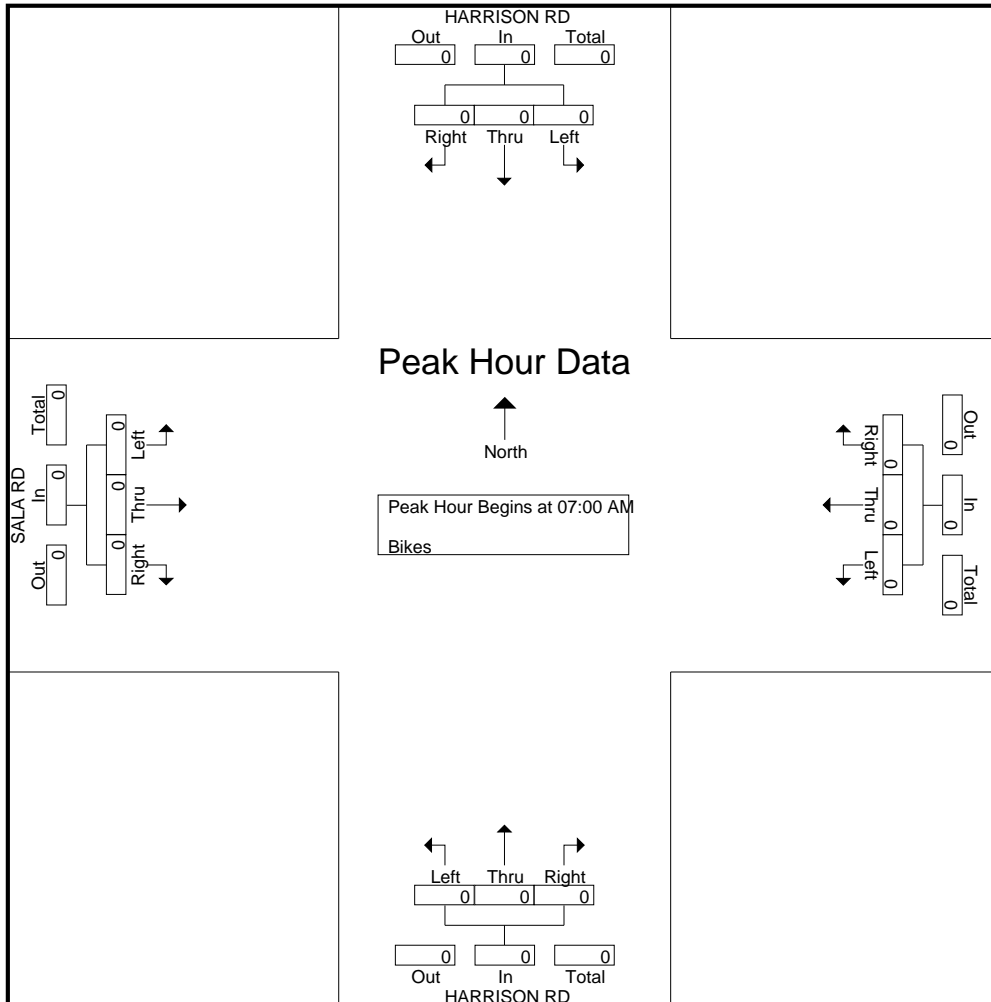 HARRISON RD
Out In Total
0 0 0
0 0 0
Right Thru Left
Peak Hour Data
North
Peak Hour Begins at 07:00 AM
Bikes
SALA RD
Out In Total
0 0 0
Right Thru Left
0 0 0
Out In Total
0 0 0
Right Thru Left
0 0 0
Left Thru Right
0 0 0
0 0 0
Out In Total
HARRISON RD